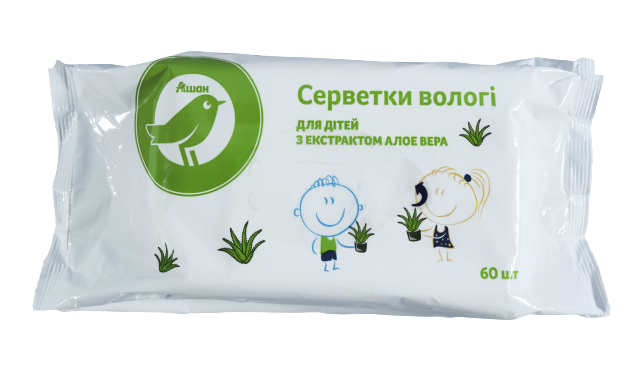 Ашан
Серветки вологі
ДЛЯ ДІТЕЙ
З ЕКСТРАКТОМ АЛОЕ ВЕРА
60 шт